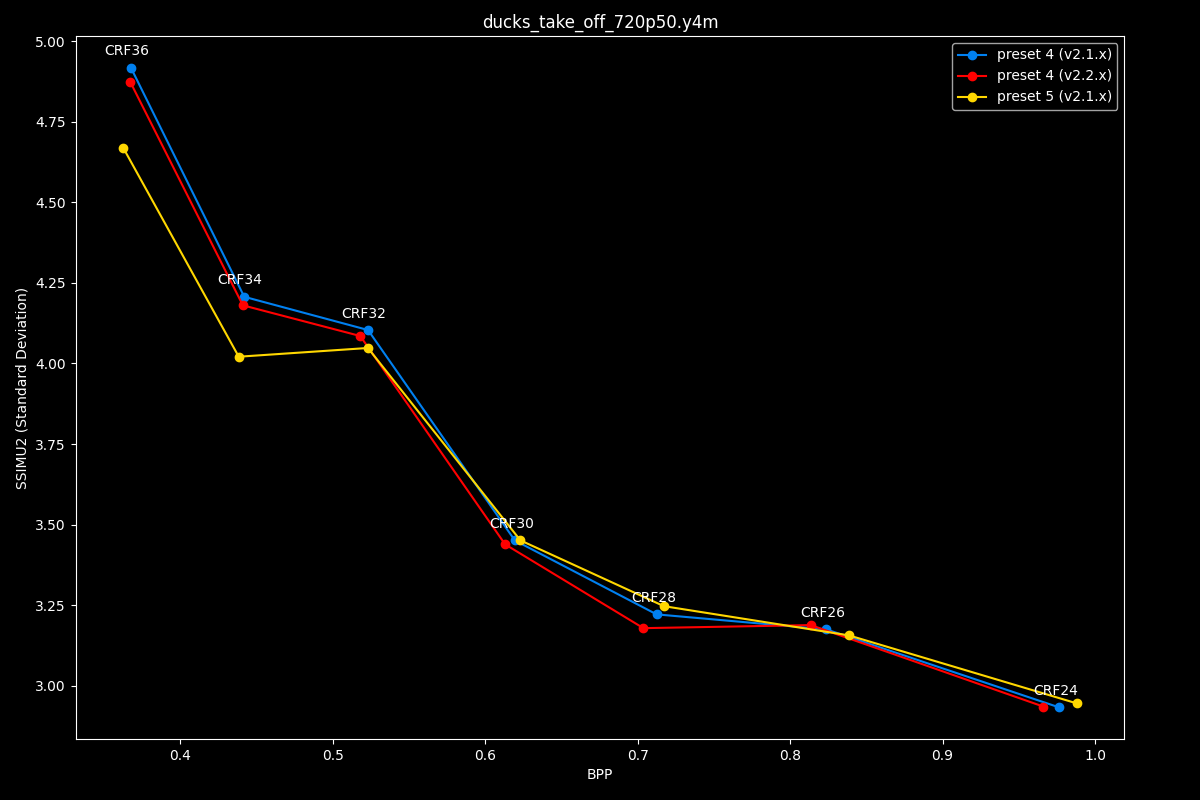 ducks_take_off_720p50.y4m
preset 4 (v2.1.x)
preset 4 (v2.2.x)
preset 5 (v2.1.x)
SSIMU2 (Standard Deviation)
5.00
4.75
4.50
4.25
4.00
3.75
3.50
3.25
3.00
CRF36
CRF34
CRF32
CRF30
CRF28
CRF26
CRF24
0.4
0.5
0.6
0.7
0.8
0.9
1.0
BPP